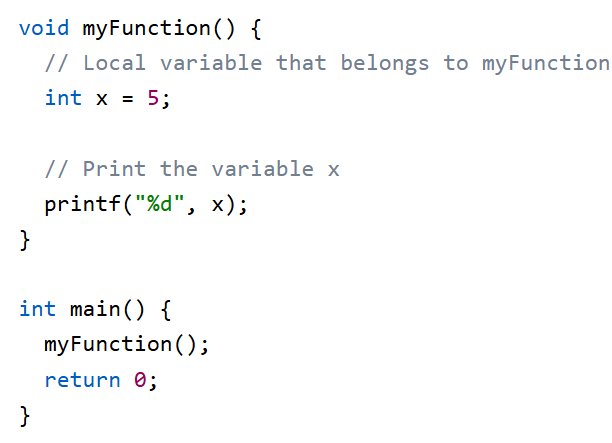 void myFunction() {
  // Local variable that belongs to myFunction
  int x = 5;

  // Print the variable x
  printf("%d", x);
}

int main() {
  myFunction();
  return 0;
}